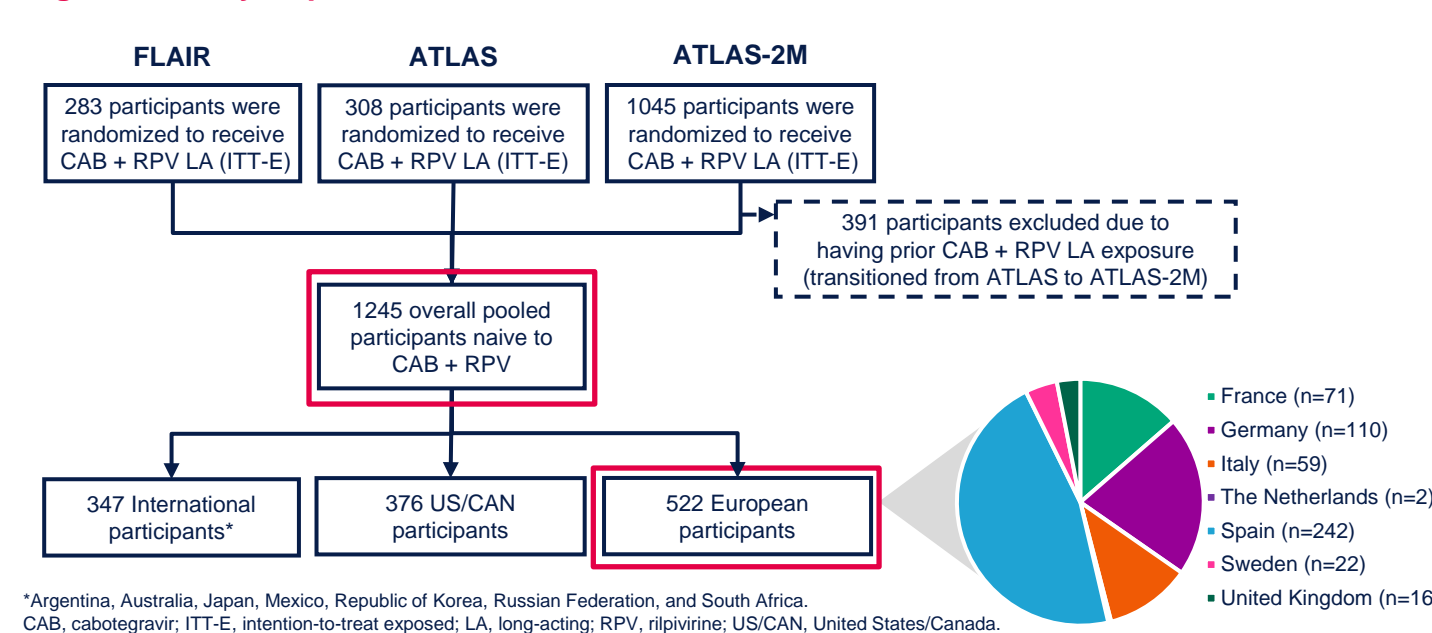 FLAIR
ATLAS
ATLAS-2M
283 participants were
randomized to receive
CAB + RPV LA (ITT-E)
308 participants were
randomized to receive
CAB + RPV LA (ITT-E)
1045 participants were
randomized to receive
CAB + RPV LA (ITT-E)
391 participants excluded due to
having prior CAB + RPV LA exposure
(transitioned from ATLAS to ATLAS-2M)
1245 overall pooled
participants naive to
CAB + RPV
347 International
participants*
376 US/CAN
participants
522 European
participants
France (n=71)
Germany (n=110)
Italy (n=59)
The Netherlands (n=2)
Spain (n=242)
Sweden (n=22)
United Kingdom (n=16
*Argentina, Australia, Japan, Mexico, Republic of Korea, Russian Federation, and South Africa.
CAB, cabotegravir; ITT-E, intention-to-treat exposed; LA, long-acting; RPV, rilpivirine; US/CAN, United States/Canada.